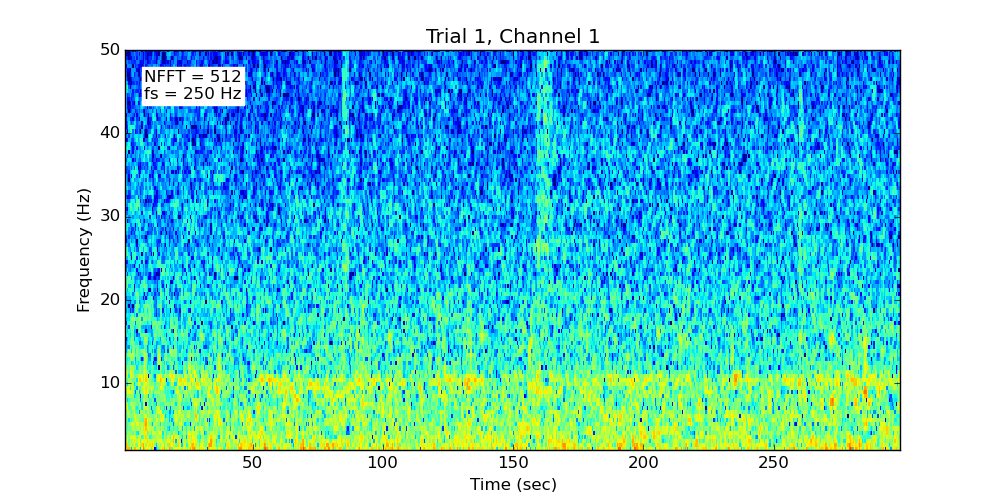 Trial 1, Channel 1
NFFT = 512
fs = 250 Hz
50
40
30
20
10
Frequency (Hz)
50
100
150
200
250
Time (sec)